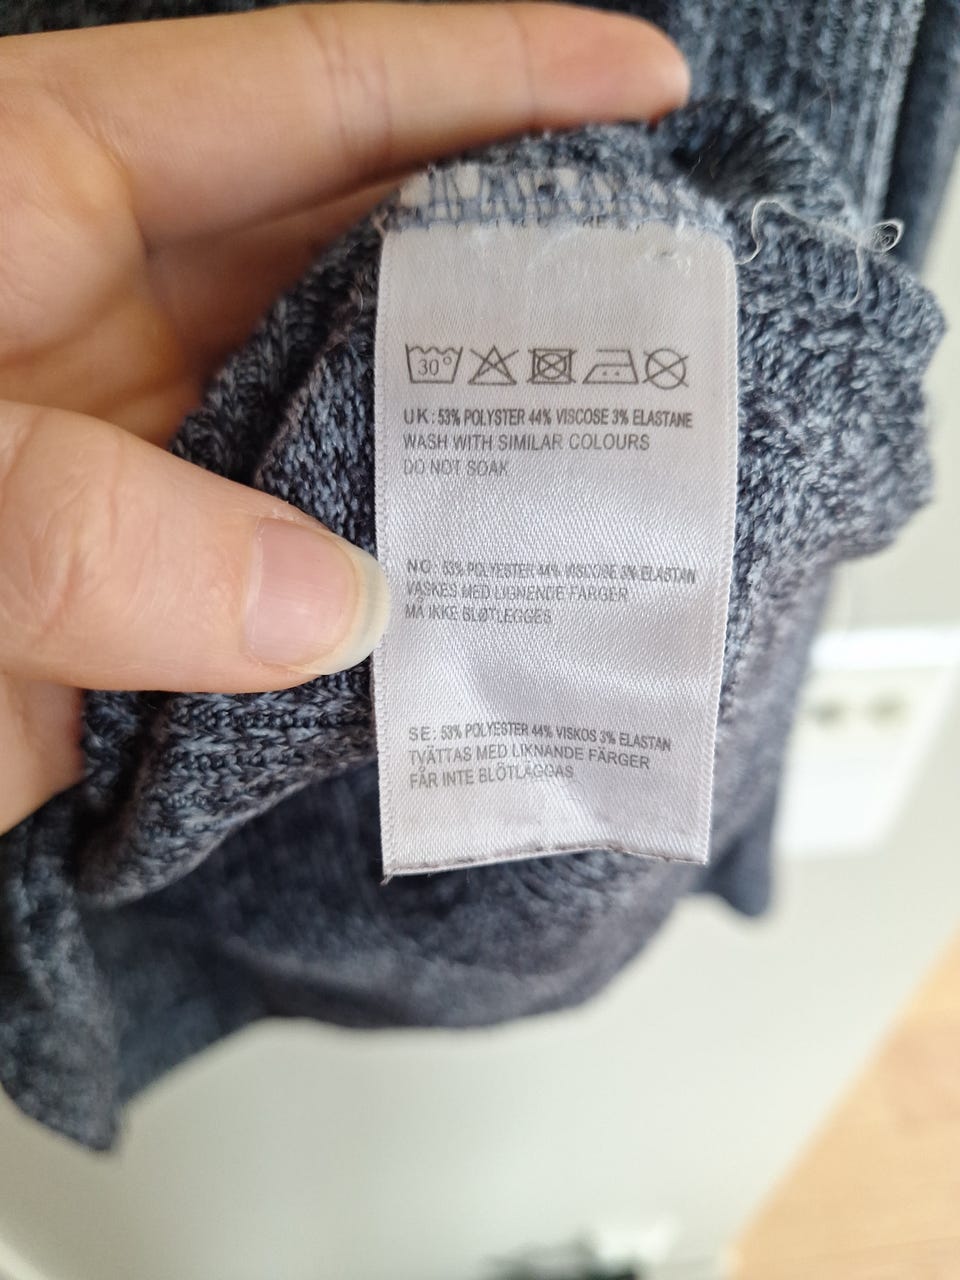 30°
UK: 53% POLYSTER 44% VISCOSE 3% ELASTANE
WASH WITH SIMILAR COLOURS
DO NOT SOAK
NO: 53% POLYESTER 44% VISCOSE 3% ELASTAN
VASKES MED LIGNENDE FARGER
MA IKKE BLØTLEGGES
SE: 53% POLYESTER 44% VISKOS 3% ELASTAN
TVÄTTAS MED LIKNANDE FÄRGER
FÅR INTE BLÖTLÄGGAS